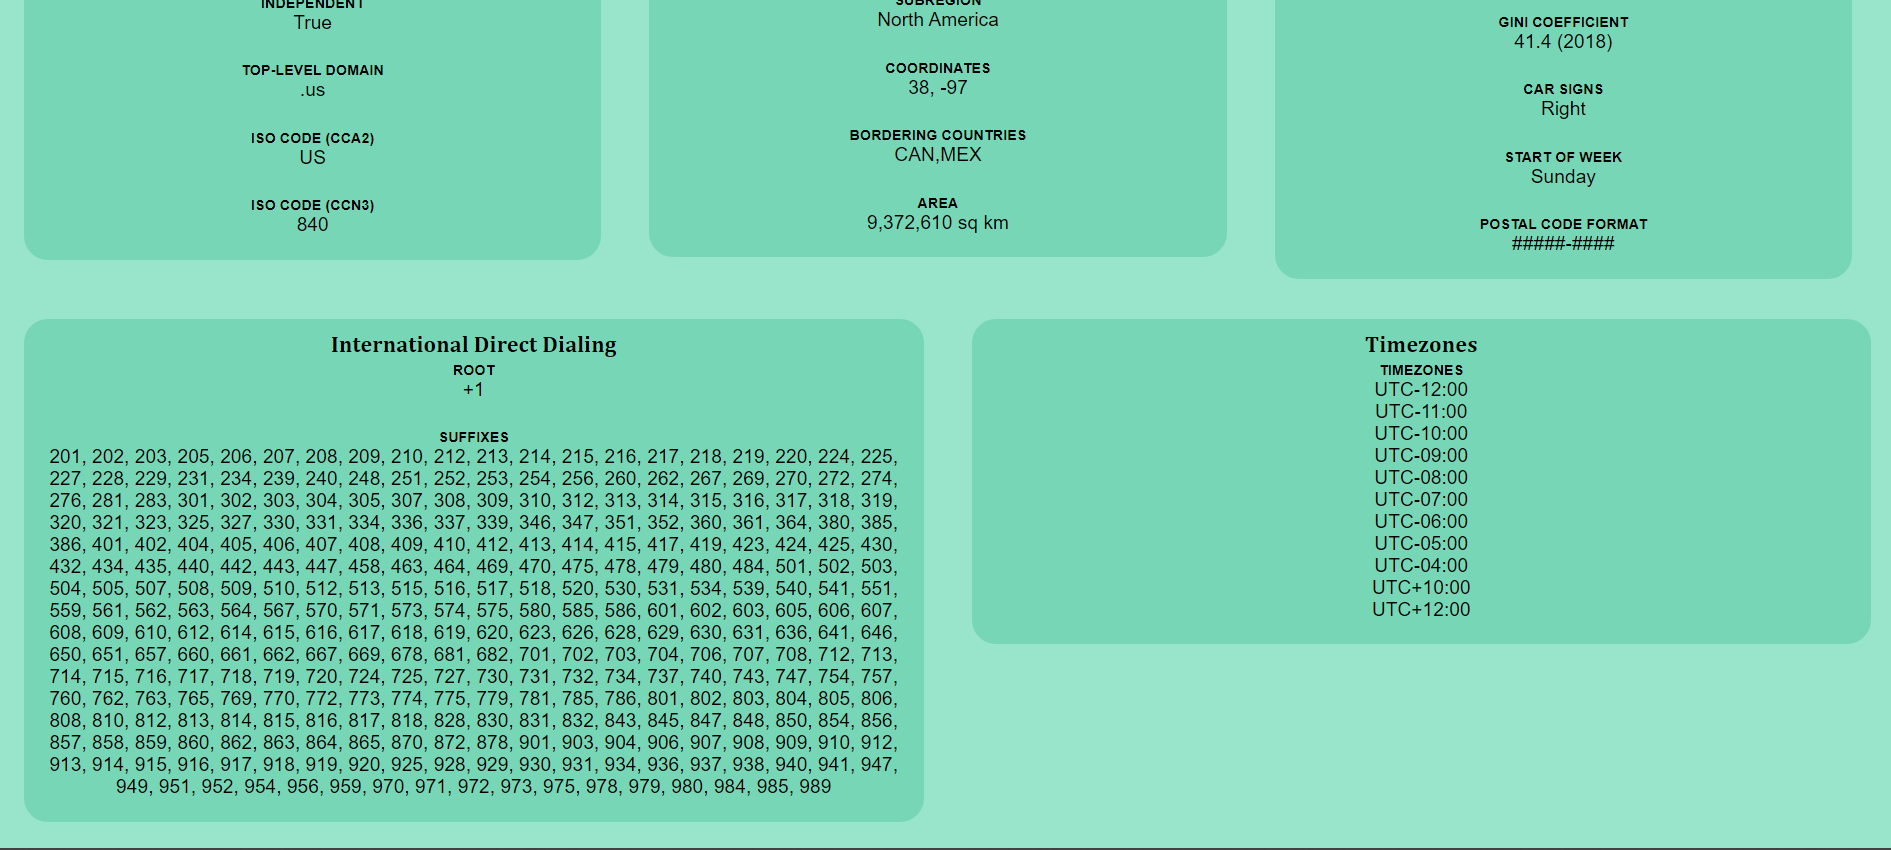 INDEPENDENT
True
TOP-LEVEL DOMAIN
.us
ISO CODE (CCA2)
US
ISO CODE (CCN3)
840
SUBREGION
North America
COORDINATES
38, -97
BORDERING COUNTRIES
CAN,MEX
AREA
9,372,610 sq km
GINI COEFFICIENT
41.4 (2018)
CAR SIGNS
Right
START OF WEEK
Sunday
POSTAL CODE FORMAT
#####-####
International Direct Dialing
ROOT
+1
SUFFIXES
201, 202, 203, 205, 206, 207, 208, 209, 210, 212, 213, 214, 215, 216, 217, 218, 219, 220, 224, 225,
227, 228, 229, 231, 234, 239, 240, 248, 251, 252, 253, 254, 256, 260, 262, 267, 269, 270, 272, 274,
276, 281, 283, 301, 302, 303, 304, 305, 307, 308, 309, 310, 312, 313, 314, 315, 316, 317, 318, 319,
320, 321, 323, 325, 327, 330, 331, 334, 336, 337, 339, 346, 347, 351, 352, 360, 361, 364, 380, 385,
386, 401, 402, 404, 405, 406, 407, 408, 409, 410, 412, 413, 414, 415, 417, 419, 423, 424, 425, 430,
432, 434, 435, 440, 442, 443, 447, 458, 463, 464, 469, 470, 475, 478, 479, 480, 484, 501, 502, 503,
504, 505, 507, 508, 509, 510, 512, 513, 515, 516, 517, 518, 520, 530, 531, 534, 539, 540, 541, 551,
559, 561, 562, 563, 564, 567, 570, 571, 573, 574, 575, 580, 585, 586, 601, 602, 603, 605, 606, 607,
608, 609, 610, 612, 614, 615, 616, 617, 618, 619, 620, 623, 626, 628, 629, 630, 631, 636, 641, 646,
650, 651, 657, 660, 661, 662, 667, 669, 678, 681, 682, 701, 702, 703, 704, 706, 707, 708, 712, 713,
714, 715, 716, 717, 718, 719, 720, 724, 725, 727, 730, 731, 732, 734, 737, 740, 743, 747, 754, 757,
760, 762, 763, 765, 769, 770, 772, 773, 774, 775, 779, 781, 785, 786, 801, 802, 803, 804, 805, 806,
808, 810, 812, 813, 814, 815, 816, 817, 818, 828, 830, 831, 832, 843, 845, 847, 848, 850, 854, 856,
857, 858, 859, 860, 862, 863, 864, 865, 870, 872, 878, 901, 903, 904, 906, 907, 908, 909, 910, 912,
913, 914, 915, 916, 917, 918, 919, 920, 925, 928, 929, 930, 931, 934, 936, 937, 938, 940, 941, 947,
949, 951, 952, 954, 956, 959, 970, 971, 972, 973, 975, 978, 979, 980, 984, 985, 989
Timezones
TIMEZONES
UTC-12:00
UTC-11:00
UTC-10:00
UTC-09:00
UTC-08:00
UTC-07:00
UTC-06:00
UTC-05:00
UTC-04:00
UTC+10:00
UTC+12:00